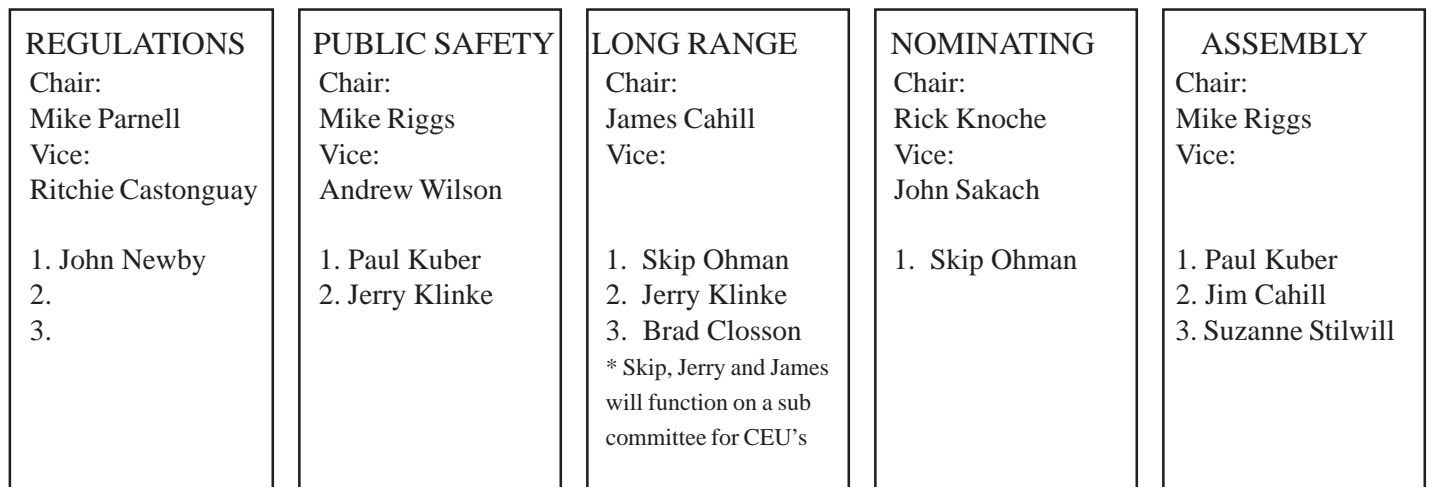 REGULATIONS
Chair:
Mike Parnell
Vice:
Ritchie Castonguay
1. John Newby
2.
3.
PUBLIC SAFETY
Chair:
Mike Riggs
Vice:
Andrew Wilson
1. Paul Kuber
2. Jerry Klinke
LONG RANGE
Chair:
James Cahill
Vice:
1. Skip Ohman
2. Jerry Klinke
3. Brad Closson
* Skip, Jerry and James
will function on a sub
committee for CEU's
NOMINATING
Chair:
Rick Knoche
Vice:
John Sakach
1. Skip Ohman
ASSEMBLY
Chair:
Mike Riggs
Vice:
1. Paul Kuber
2. Jim Cahill
3. Suzanne Stilwill